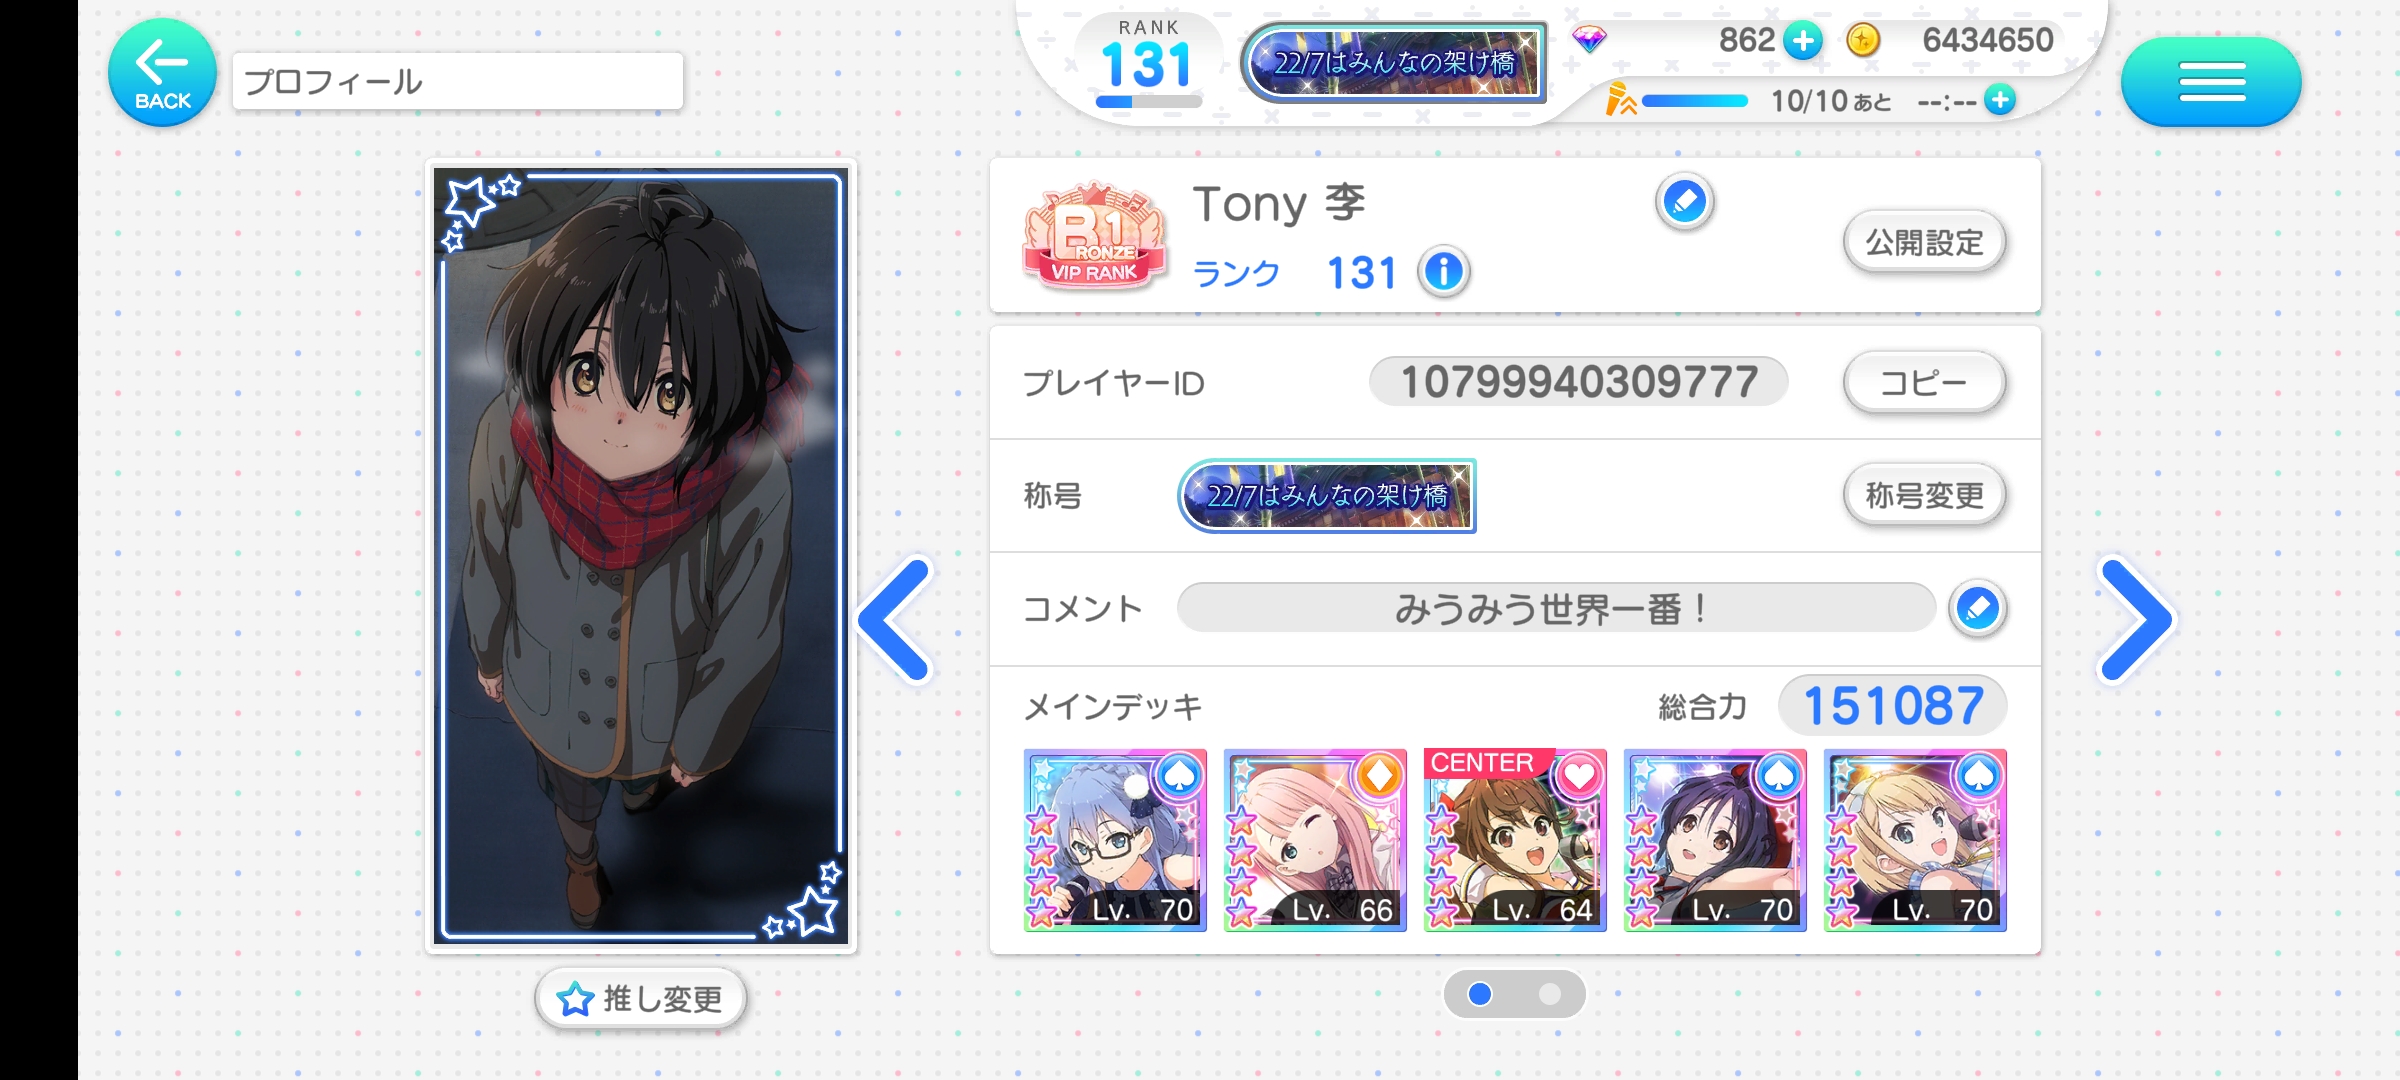 BACK
プロフィール
RANK
131
22/7はみんなの架け橋
862
6434650
10/10 あと --:--
B1
RONZE
VIP RANK
Tony 李
ランク 131
公開設定
プレイヤーID 10799940309777 コピー
称号 22/7はみんなの架け橋 称号変更
コメント みうみう世界一番！
メインデッキ 総合力 151087
CENTER
Lv. 70
Lv. 66
Lv. 64
Lv. 70
Lv. 70
推し変更